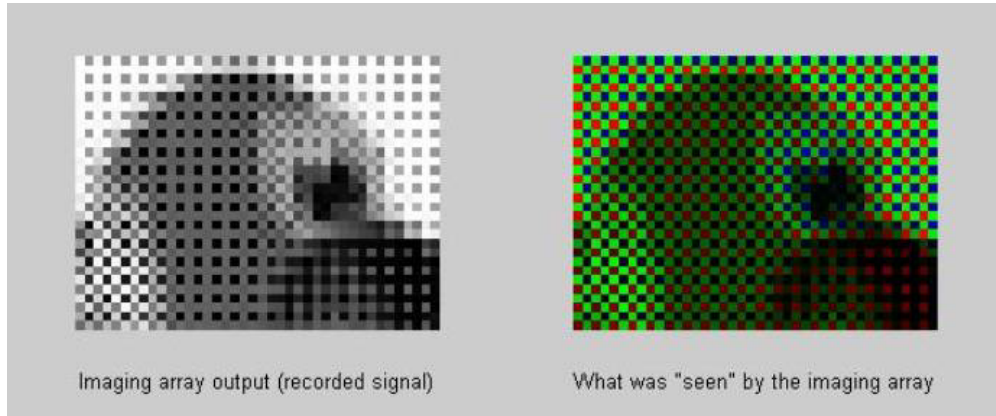 Imaging array output (recorded signal)
What was "seen" by the imaging array